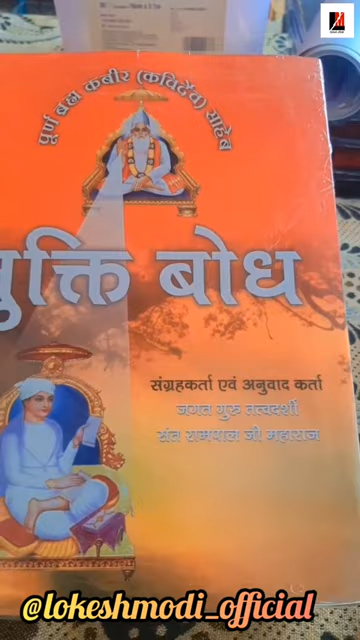 पूर्ण ब्रह्म कबीर (कविर्देव) साहेब
बोध
संग्रहकर्ता एवं अनुवाद कर्ता
जगत गुरु तत्वदर्शी
संत रामपाल जी महाराज
@lokeshmodi_official